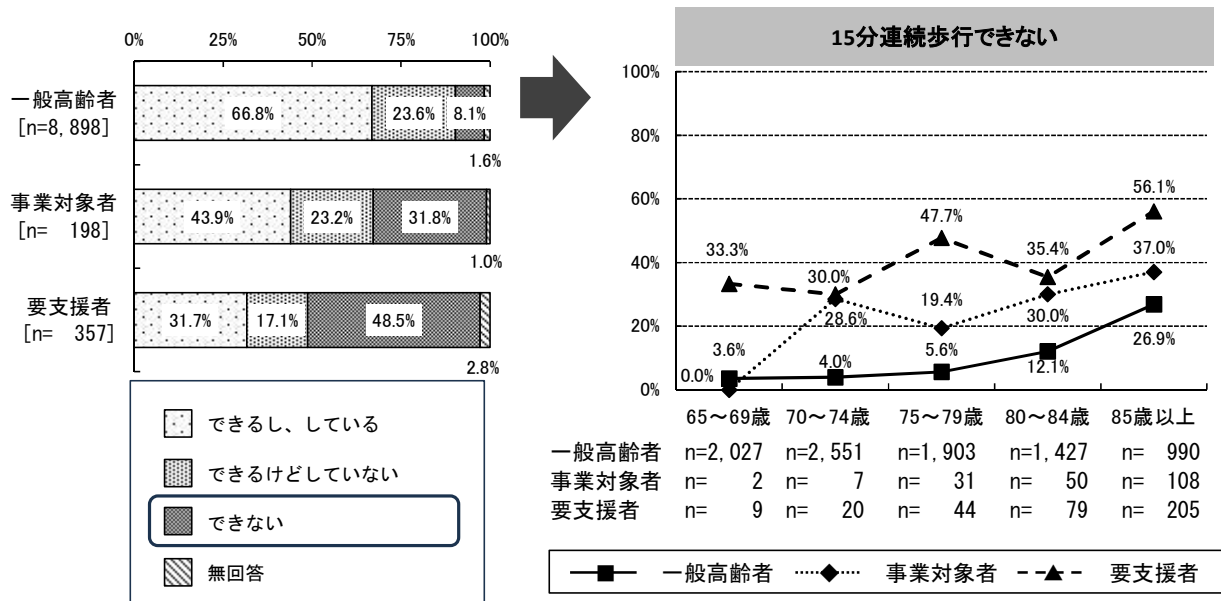 0% 25% 50% 75% 100%
一般高齢者
[n=8,898]
66.8% 23.6% 8.1%
1.6%
事業対象者
[n= 198]
43.9% 23.2% 31.8%
1.0%
要支援者
[n= 357]
31.7% 17.1% 48.5%
2.8%
できるし、している
できるけどしていない
できない
無回答
15分連続歩行できない
100%
80%
60%
40%
20%
0%
33.3% 30.0% 47.7% 35.4% 56.1%
0.0% 28.6% 19.4% 30.0% 37.0%
3.6% 4.0% 5.6% 12.1% 26.9%
65～69歳 70～74歳 75～79歳 80～84歳 85歳以上
一般高齢者 n=2,027 n=2,551 n=1,903 n=1,427 n= 990
事業対象者 n= 2 n= 7 n= 31 n= 50 n= 108
要支援者 n= 9 n= 20 n= 44 n= 79 n= 205
一般高齢者 事業対象者 要支援者